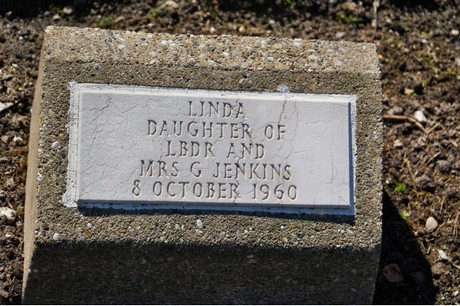 LINDA
DAUGHTER OF
LBDR AND
MRS G JENKINS
8 OCTOBER 1960